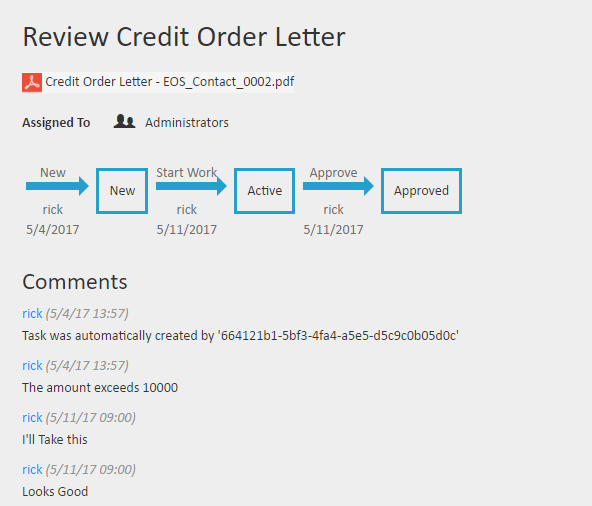 Review Credit Order Letter
Credit Order Letter - EOS_Contact_0002.pdf
Assigned To Administrators
New Start Work Approve
New Active Approved
rick rick rick
5/4/2017 5/11/2017 5/11/2017
Comments
rick (5/4/17 13:57)
Task was automatically created by '664121b1-5bf3-4fa4-a5e5-d5c9c0b05d0c'
rick (5/4/17 13:57)
The amount exceeds 10000
rick (5/11/17 09:00)
I'll Take this
rick (5/11/17 09:00)
Looks Good